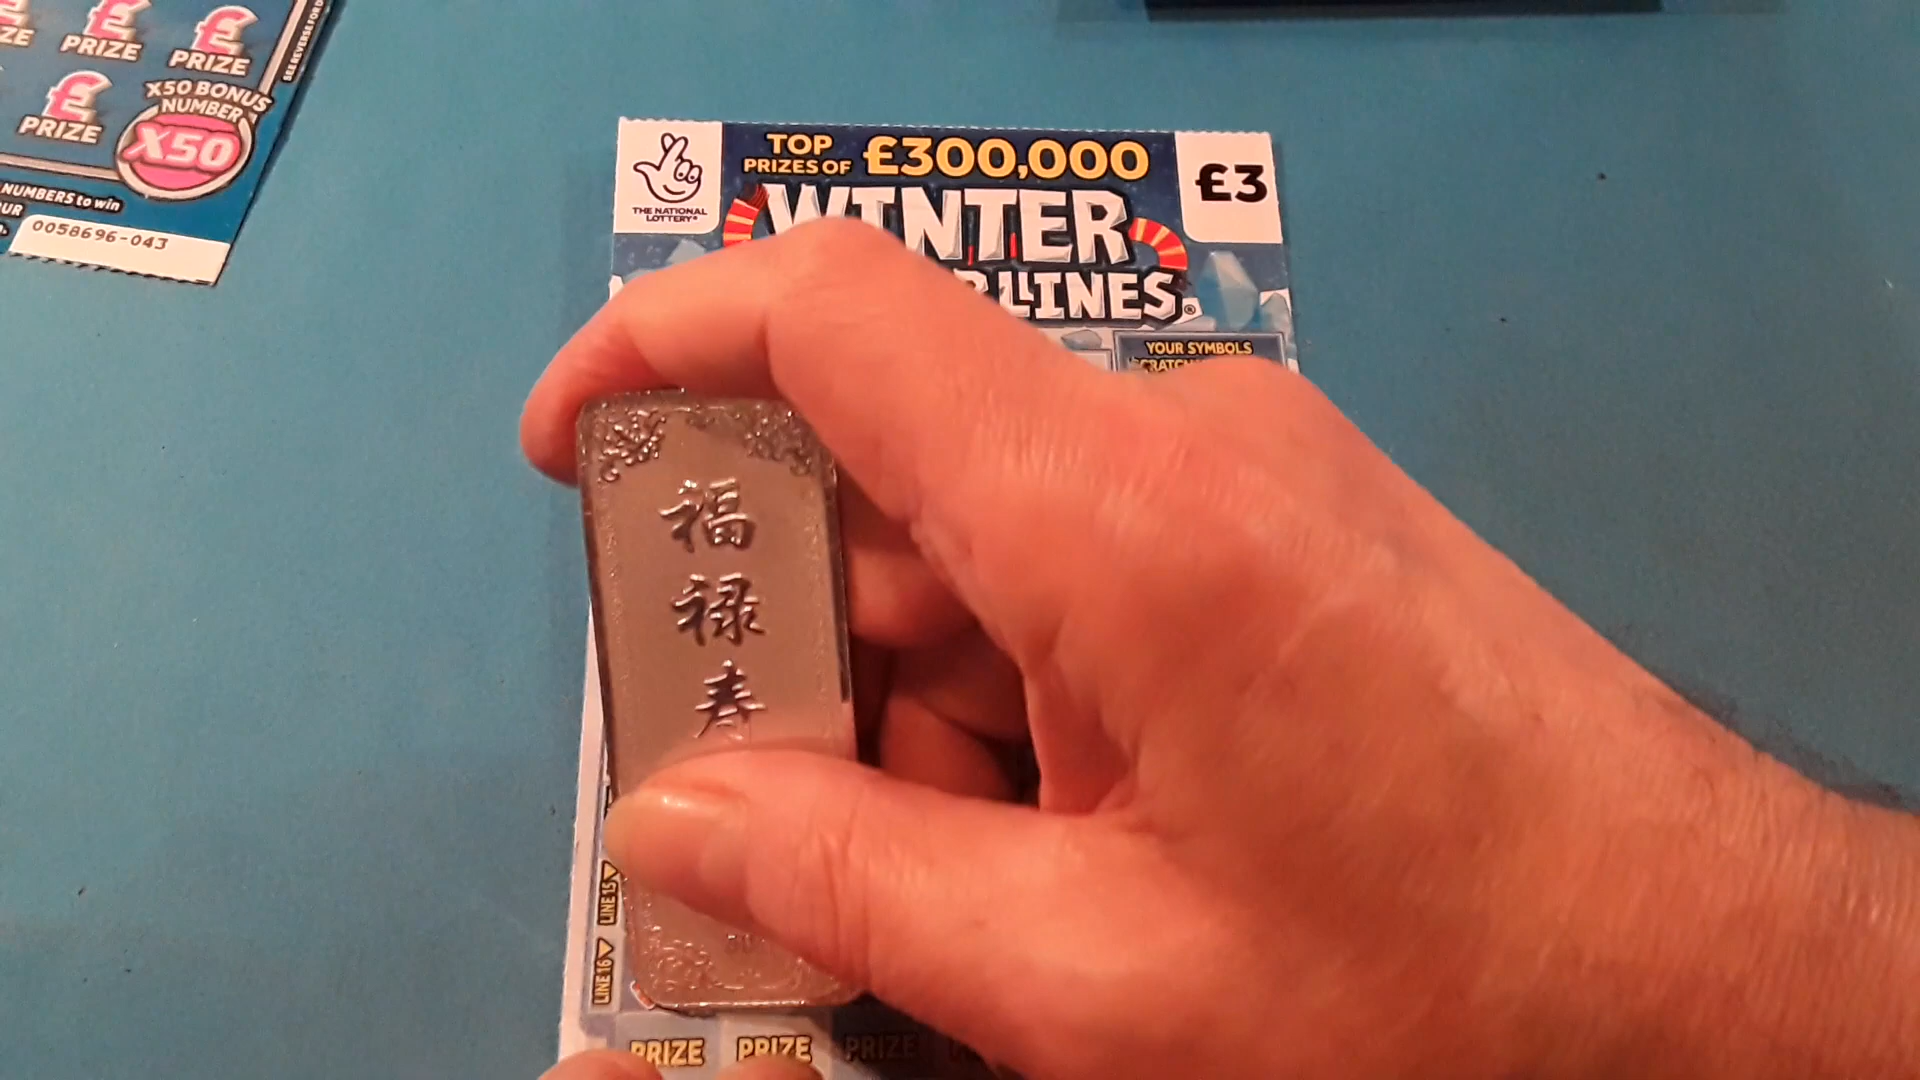 PRIZE
PRIZE
PRIZE
X50 BONUS
NUMBER
X50
NUMBERS to win
0058696-043
TOP
PRIZES OF
£300,000
£3
THE NATIONAL
LOTTERY®
WINTER
LINES®
YOUR SYMBOLS
福
禄
寿
LINE 15
LINE 16
PRIZE
PRIZE
PRIZE